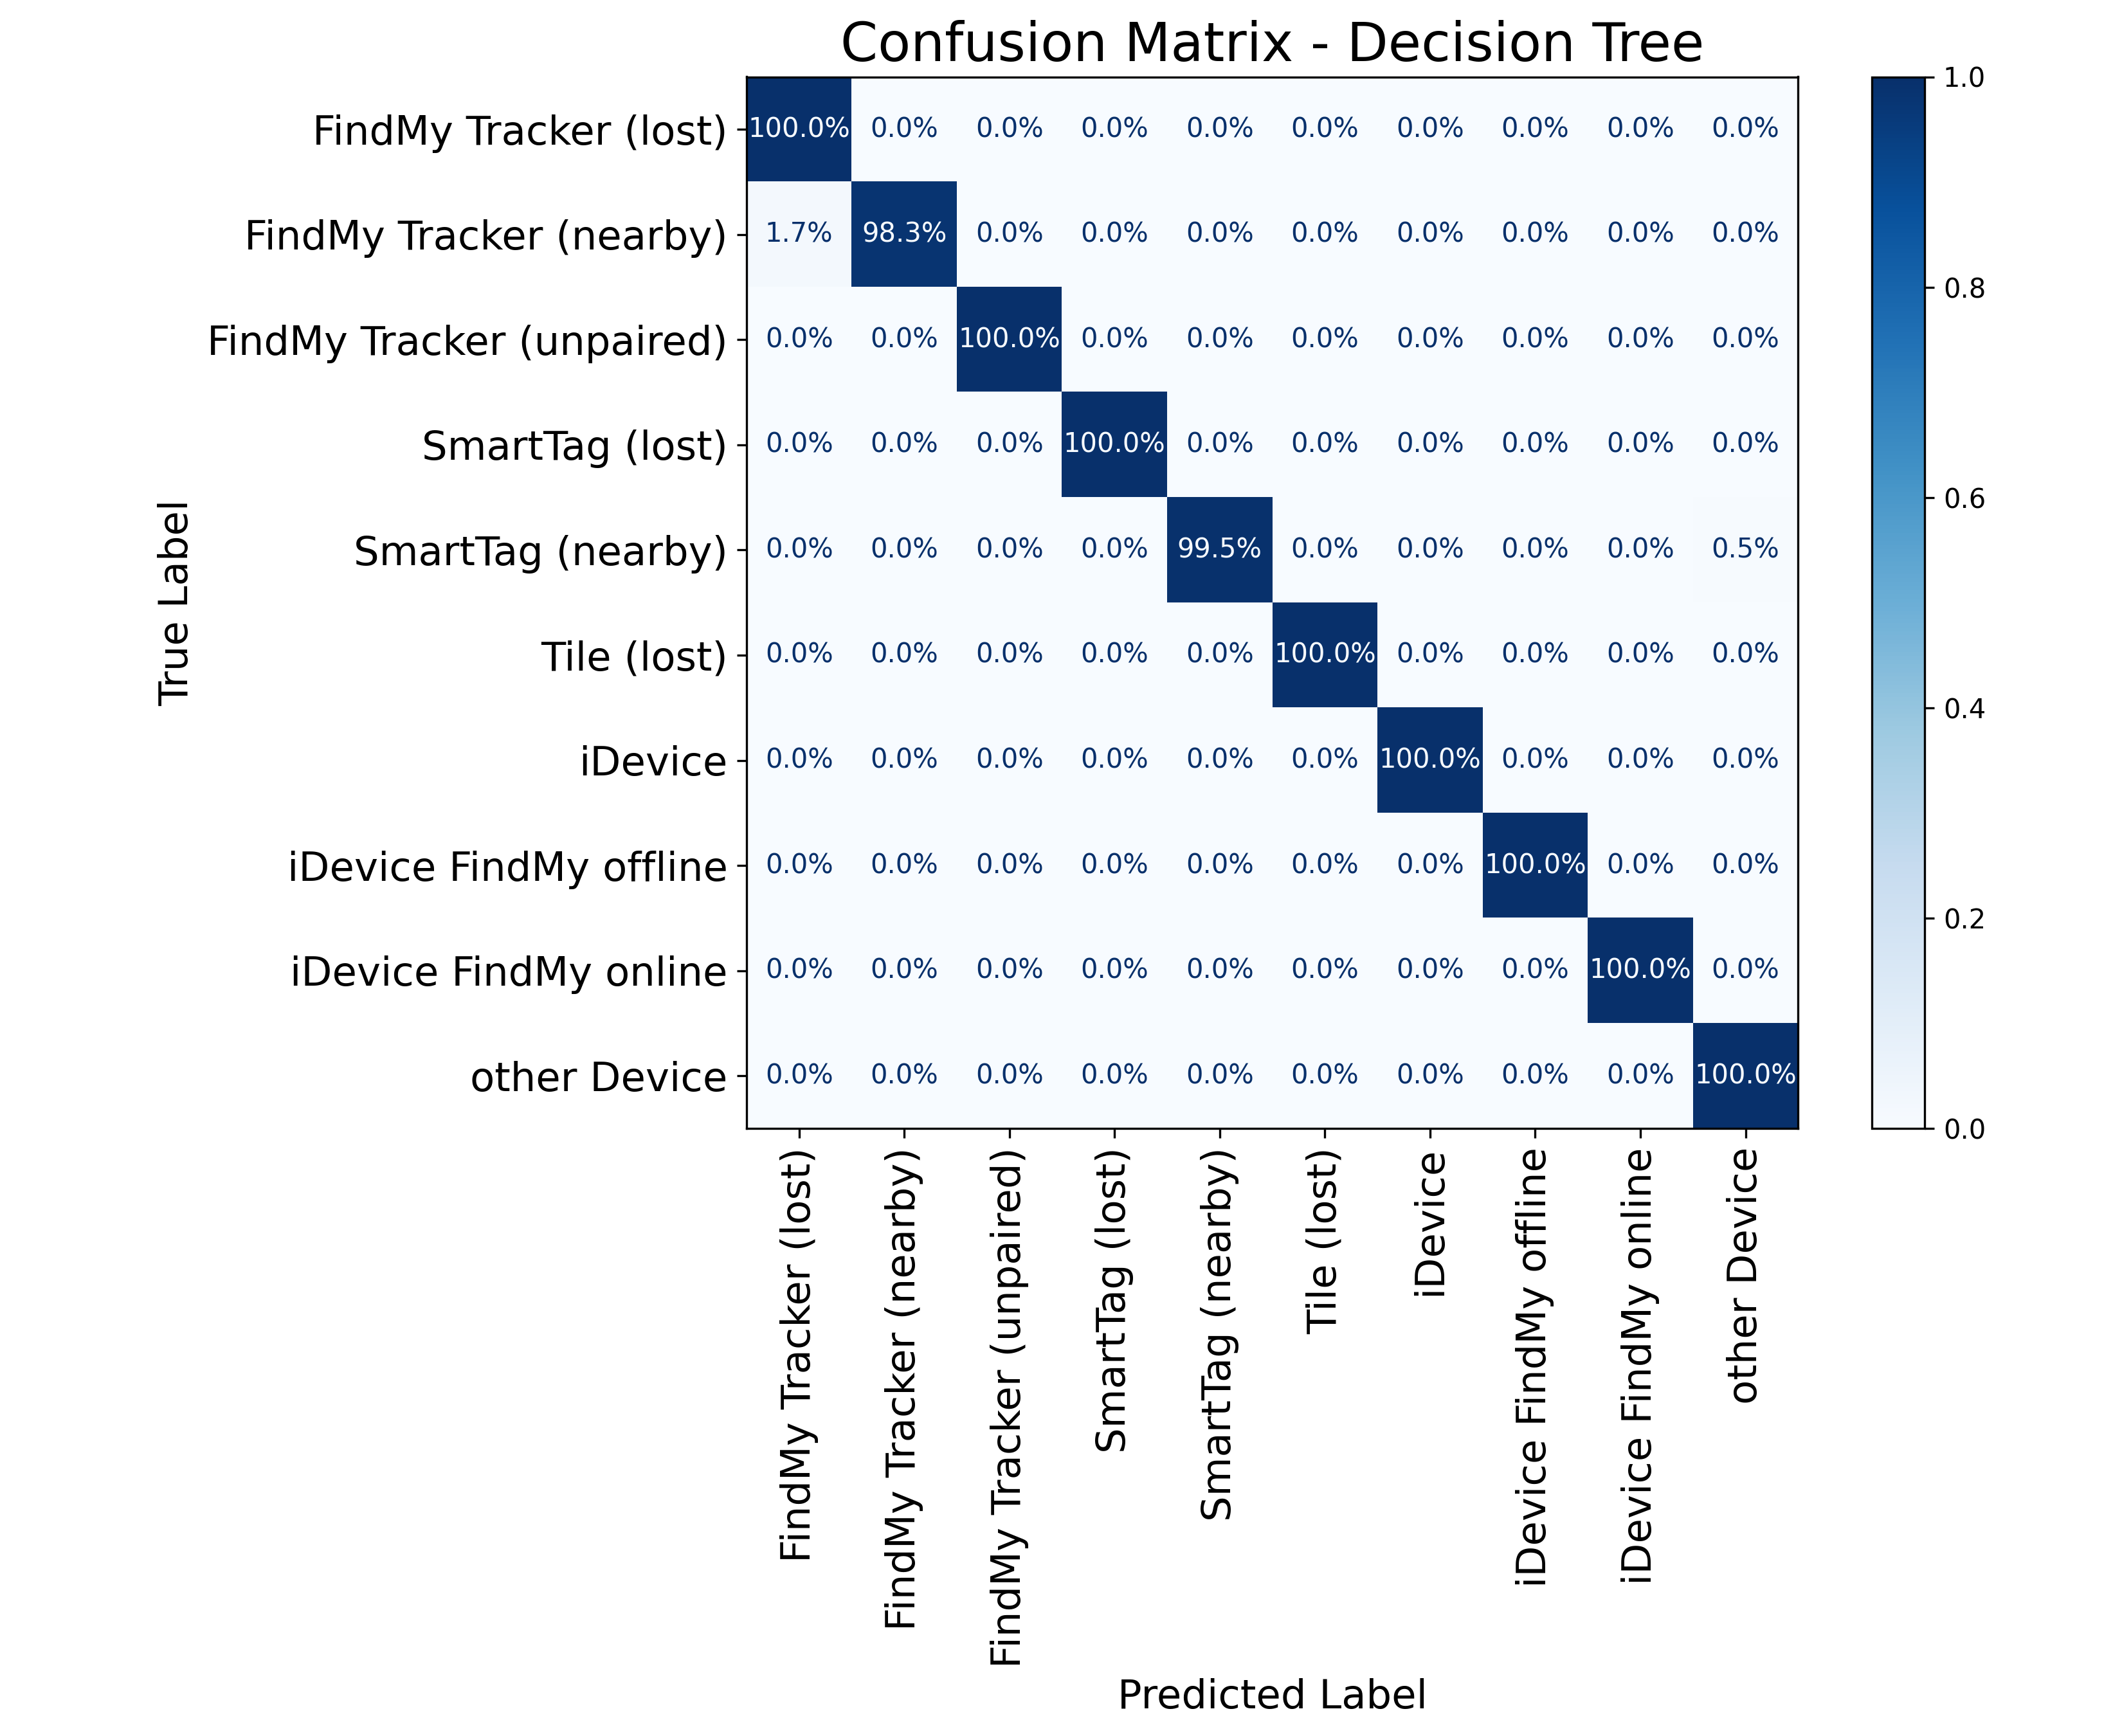 Confusion Matrix - Decision Tree
True Label
FindMy Tracker (lost) 100.0% 0.0% 0.0% 0.0% 0.0% 0.0% 0.0% 0.0% 0.0% 0.0%
FindMy Tracker (nearby) 1.7% 98.3% 0.0% 0.0% 0.0% 0.0% 0.0% 0.0% 0.0% 0.0%
FindMy Tracker (unpaired) 0.0% 0.0% 100.0% 0.0% 0.0% 0.0% 0.0% 0.0% 0.0% 0.0%
SmartTag (lost) 0.0% 0.0% 0.0% 100.0% 0.0% 0.0% 0.0% 0.0% 0.0% 0.0%
SmartTag (nearby) 0.0% 0.0% 0.0% 0.0% 99.5% 0.0% 0.0% 0.0% 0.0% 0.5%
Tile (lost) 0.0% 0.0% 0.0% 0.0% 0.0% 100.0% 0.0% 0.0% 0.0% 0.0%
iDevice 0.0% 0.0% 0.0% 0.0% 0.0% 0.0% 100.0% 0.0% 0.0% 0.0%
iDevice FindMy offline 0.0% 0.0% 0.0% 0.0% 0.0% 0.0% 0.0% 100.0% 0.0% 0.0%
iDevice FindMy online 0.0% 0.0% 0.0% 0.0% 0.0% 0.0% 0.0% 0.0% 100.0% 0.0%
other Device 0.0% 0.0% 0.0% 0.0% 0.0% 0.0% 0.0% 0.0% 0.0% 100.0%
FindMy Tracker (lost)
FindMy Tracker (nearby)
FindMy Tracker (unpaired)
SmartTag (lost)
SmartTag (nearby)
Tile (lost)
iDevice
iDevice FindMy offline
iDevice FindMy online
other Device
Predicted Label
1.0
0.8
0.6
0.4
0.2
0.0